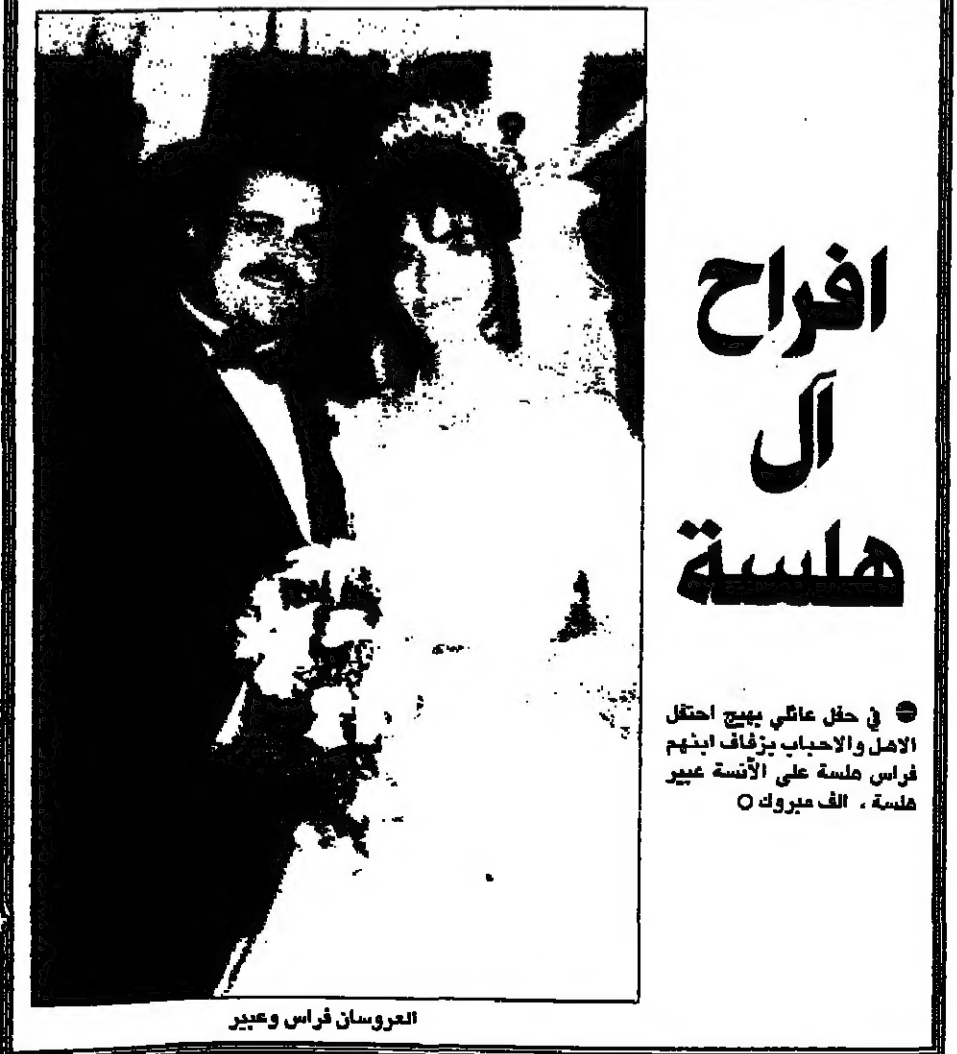 افراح
آل
هلسة
في حفل عائلي بهيج احتفل
الاهل والاحباب بزفاف ابنهم
فراس هلسة على الآنسة عبير
هلسة ، الف مبروك
العروسان فراس وعبير